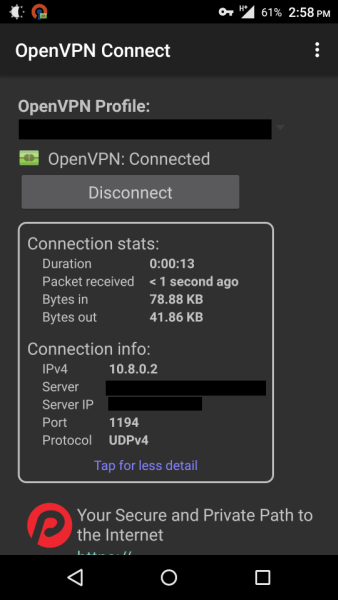 H+ 61% 2:58 PM
OpenVPN Connect
OpenVPN Profile:
OpenVPN: Connected
Disconnect
Connection stats:
Duration 0:00:13
Packet received < 1 second ago
Bytes in 78.88 KB
Bytes out 41.86 KB
Connection info:
IPv4 10.8.0.2
Server
Server IP
Port 1194
Protocol UDPv4
Tap for less detail
Your Secure and Private Path to
the Internet